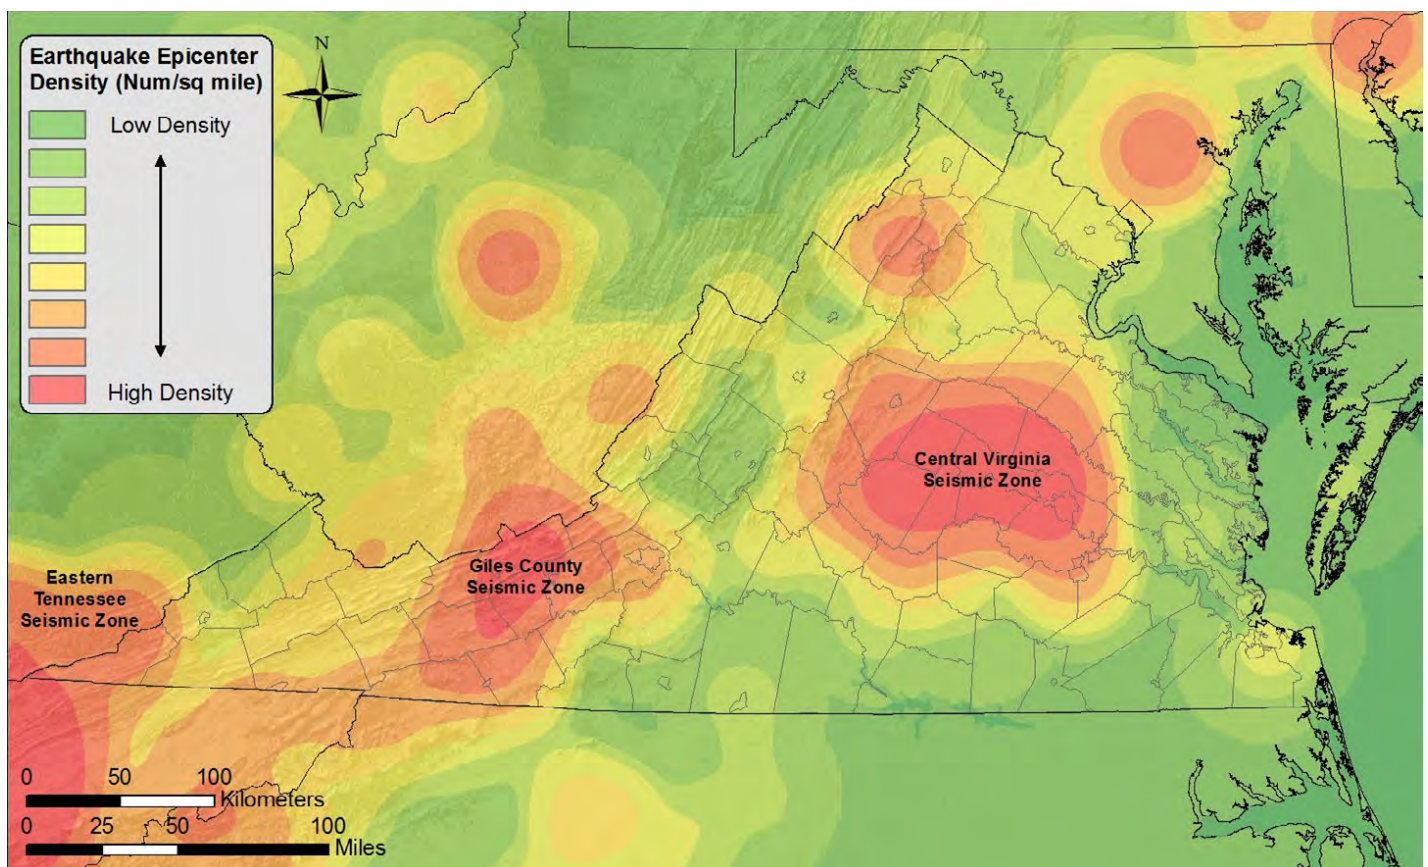 Earthquake Epicenter
Density (Num/sq mile)
Low Density
High Density
N
Central Virginia
Seismic Zone
Giles County
Seismic Zone
Eastern
Tennessee
Seismic Zone
0 50 100
Kilometers
0 25 50 100
Miles